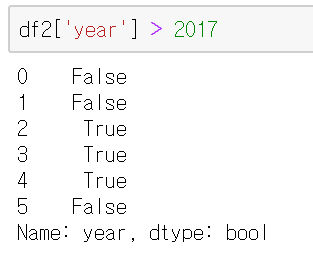 df2['year'] > 2017
0    False
1    False
2     True
3     True
4     True
5    False
Name: year, dtype: bool